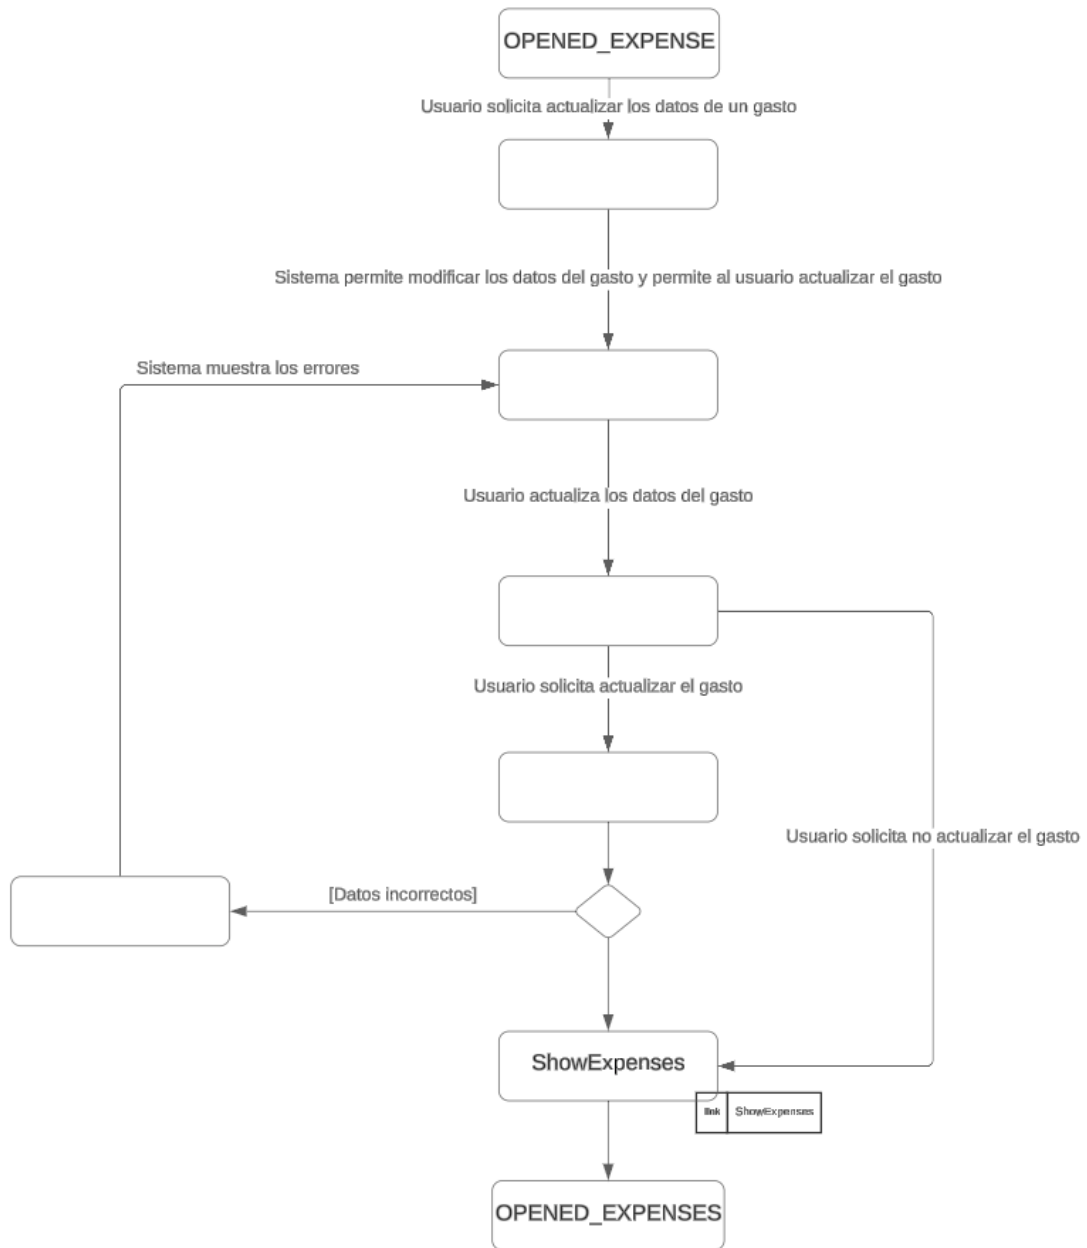 OPENED_EXPENSE
Usuario solicita actualizar los datos de un gasto
Sistema permite modificar los datos del gasto y permite al usuario actualizar el gasto
Sistema muestra los errores
Usuario actualiza los datos del gasto
Usuario solicita actualizar el gasto
Usuario solicita no actualizar el gasto
[Datos incorrectos]
ShowExpenses
link ShowExpenses
OPENED_EXPENSES